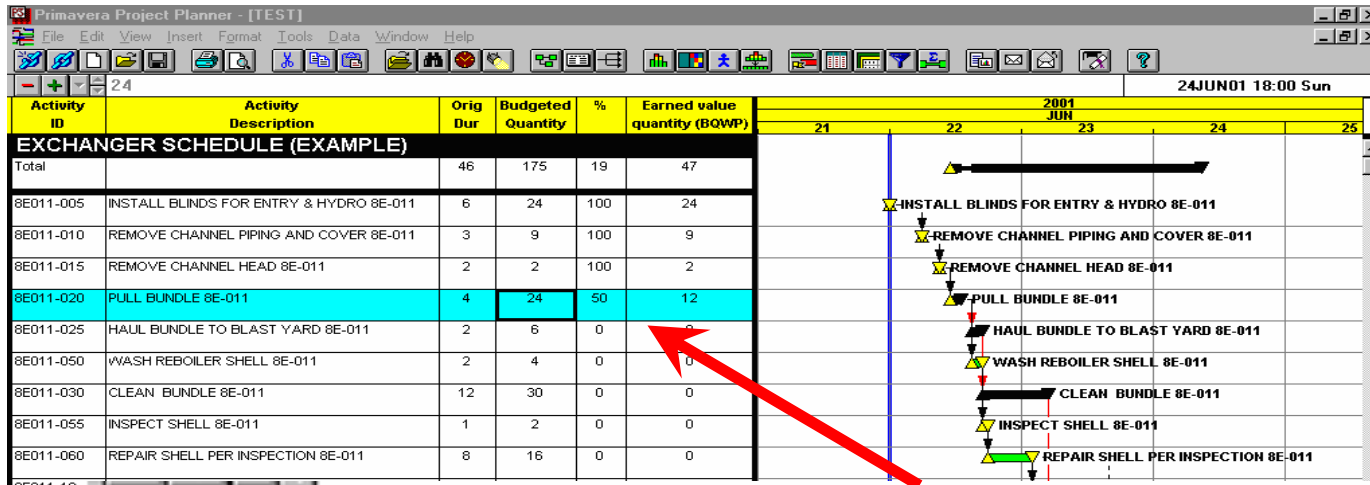 Primavera Project Planner - [TEST]
File Edit View Insert Format Tools Data Window Help
24
24JUN01 18:00 Sun
Activity ID Activity Description Orig Dur Budgeted Quantity % Earned value quantity (BQWP) 2001
JUN
21 22 23 24 25
EXCHANGER SCHEDULE (EXAMPLE)
Total 46 175 19 47
8E011-005 INSTALL BLINDS FOR ENTRY & HYDRO 8E-011 6 24 100 24 INSTALL BLINDS FOR ENTRY & HYDRO 8E-011
8E011-010 REMOVE CHANNEL PIPING AND COVER 8E-011 3 9 100 9 REMOVE CHANNEL PIPING AND COVER 8E-011
8E011-015 REMOVE CHANNEL HEAD 8E-011 2 2 100 2 REMOVE CHANNEL HEAD 8E-011
8E011-020 PULL BUNDLE 8E-011 4 24 50 12 PULL BUNDLE 8E-011
8E011-025 HAUL BUNDLE TO BLAST YARD 8E-011 2 6 0 HAUL BUNDLE TO BLAST YARD 8E-011
8E011-050 WASH REBOILER SHELL 8E-011 2 4 0 0 WASH REBOILER SHELL 8E-011
8E011-030 CLEAN BUNDLE 8E-011 12 30 0 0 CLEAN BUNDLE 8E-011
8E011-055 INSPECT SHELL 8E-011 1 2 0 0 INSPECT SHELL 8E-011
8E011-060 REPAIR SHELL PER INSPECTION 8E-011 8 16 0 0 REPAIR SHELL PER INSPECTION 8E-011